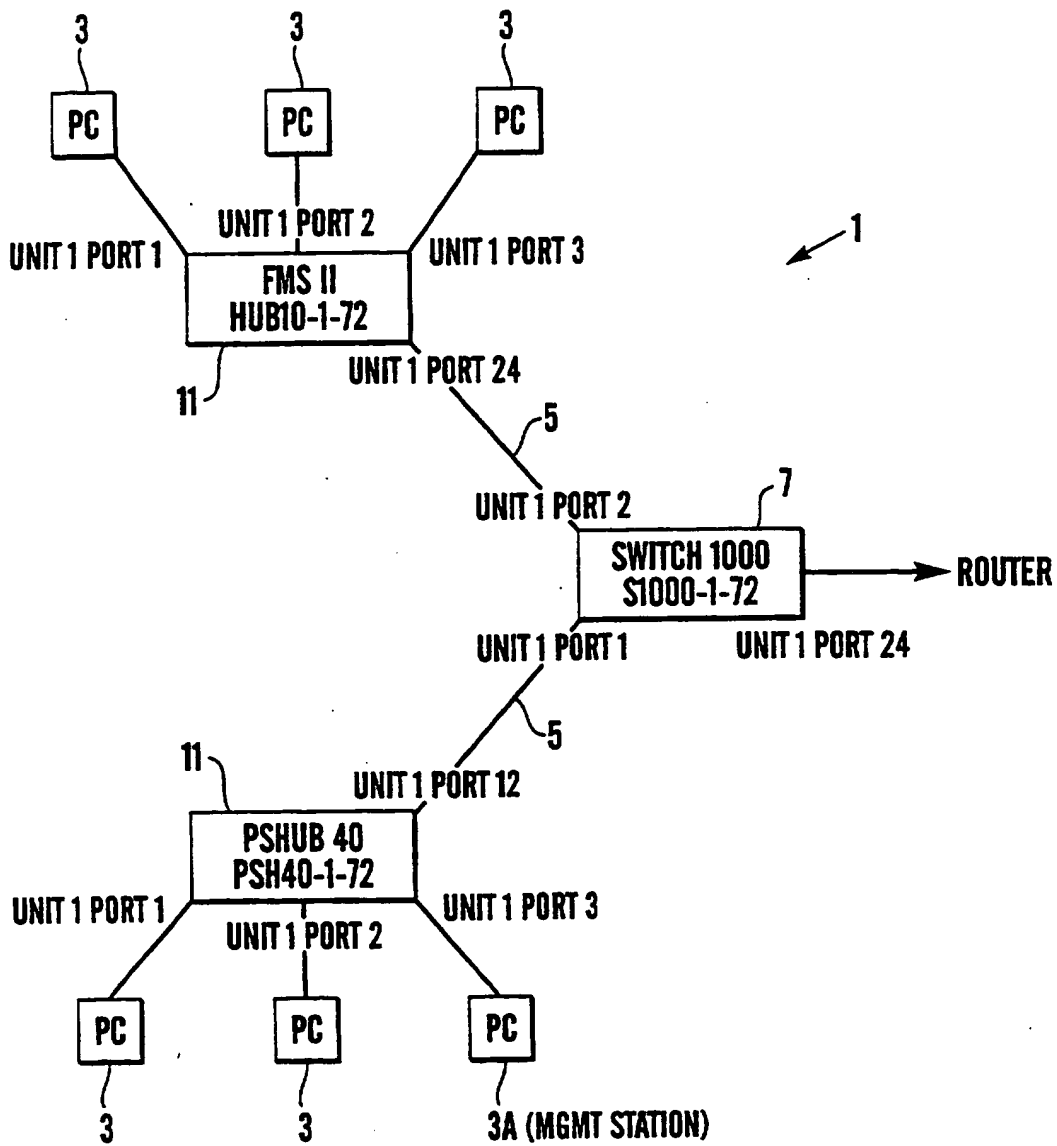 3
3
3
PC
PC
PC
UNIT 1 PORT 2
UNIT 1 PORT 1
UNIT 1 PORT 3
1
FMS II
HUB10-1-72
UNIT 1 PORT 24
11
5
UNIT 1 PORT 2
7
SWITCH 1000
S1000-1-72
ROUTER
UNIT 1 PORT 1
UNIT 1 PORT 24
5
11
UNIT 1 PORT 12
PSHUB 40
PSH40-1-72
UNIT 1 PORT 1
UNIT 1 PORT 3
UNIT 1 PORT 2
PC
PC
PC
3
3
3A (MGMT STATION)